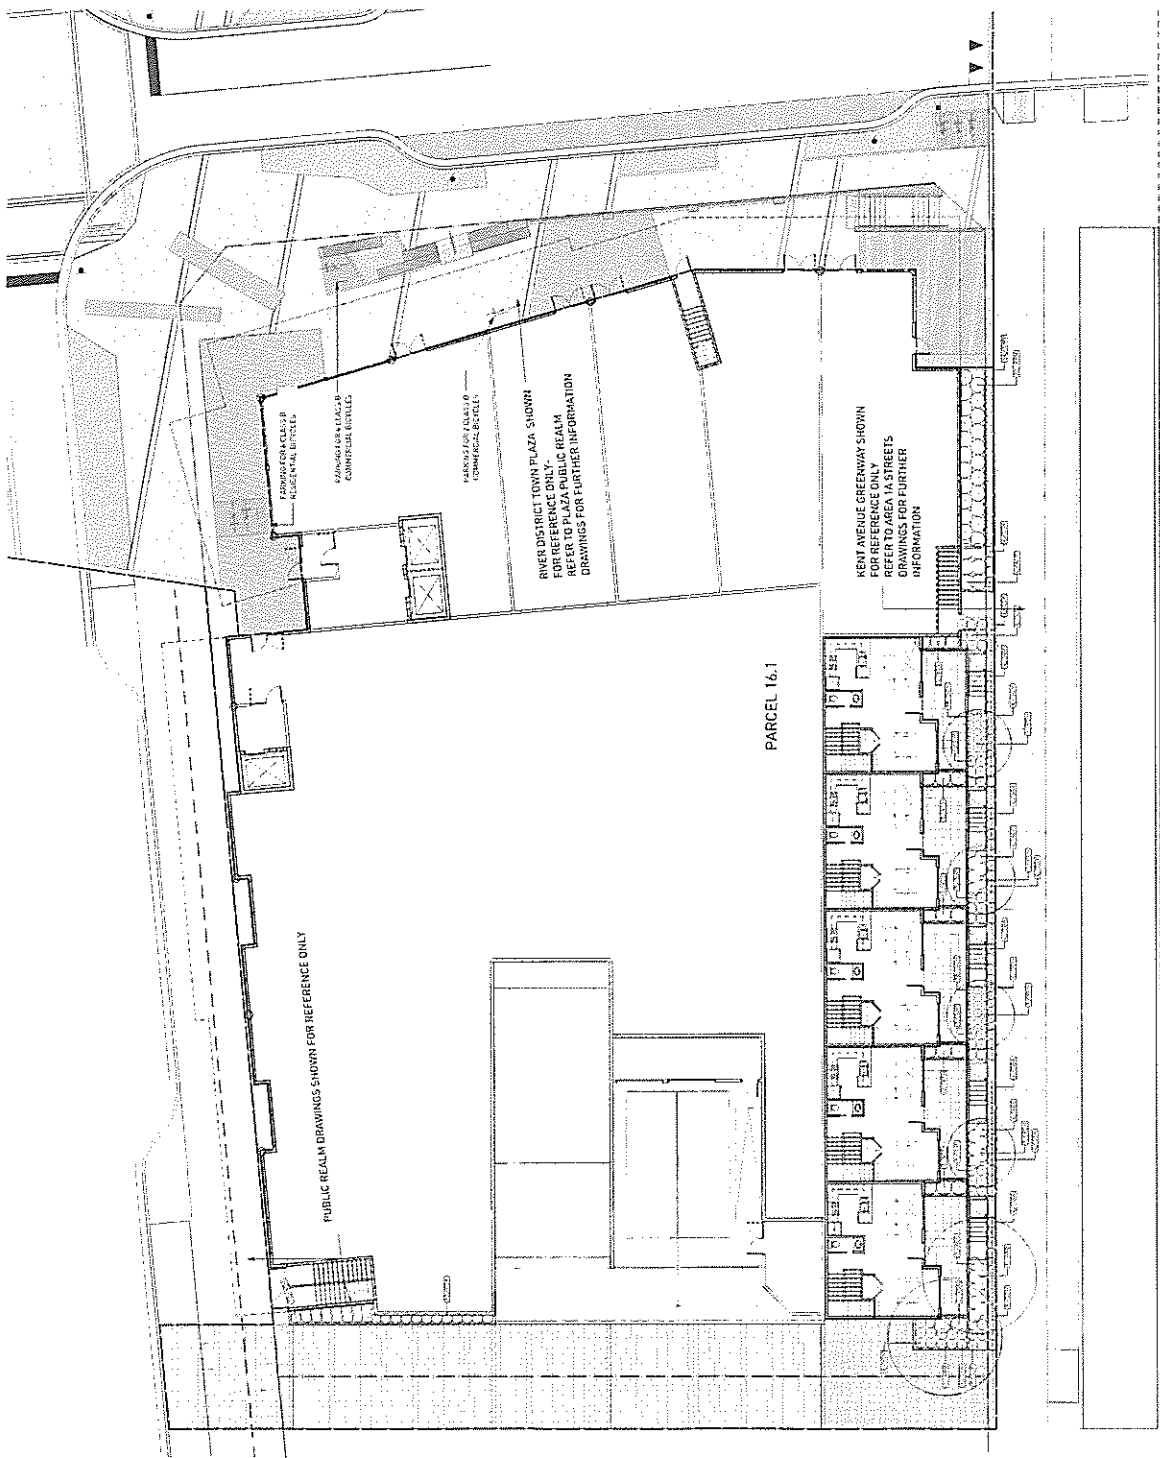 PARKING FOR 6 CLASS B
RESIDENTIAL BICYCLES
PARKING FOR 4 CLASS B
COMMERCIAL BICYCLES
PARKING FOR 2 CLASS B
COMMERCIAL BICYCLES
RIVER DISTRICT TOWN PLAZA SHOWN
FOR REFERENCE ONLY-
REFER TO PLAZA PUBLIC REALM
DRAWINGS FOR FURTHER INFORMATION
KENT AVENUE GREENWAY SHOWN
FOR REFERENCE ONLY
REFER TO AREA 1A STREETS
DRAWINGS FOR FURTHER
INFORMATION
PARCEL 16.1
PUBLIC REALM DRAWINGS SHOWN FOR REFERENCE ONLY